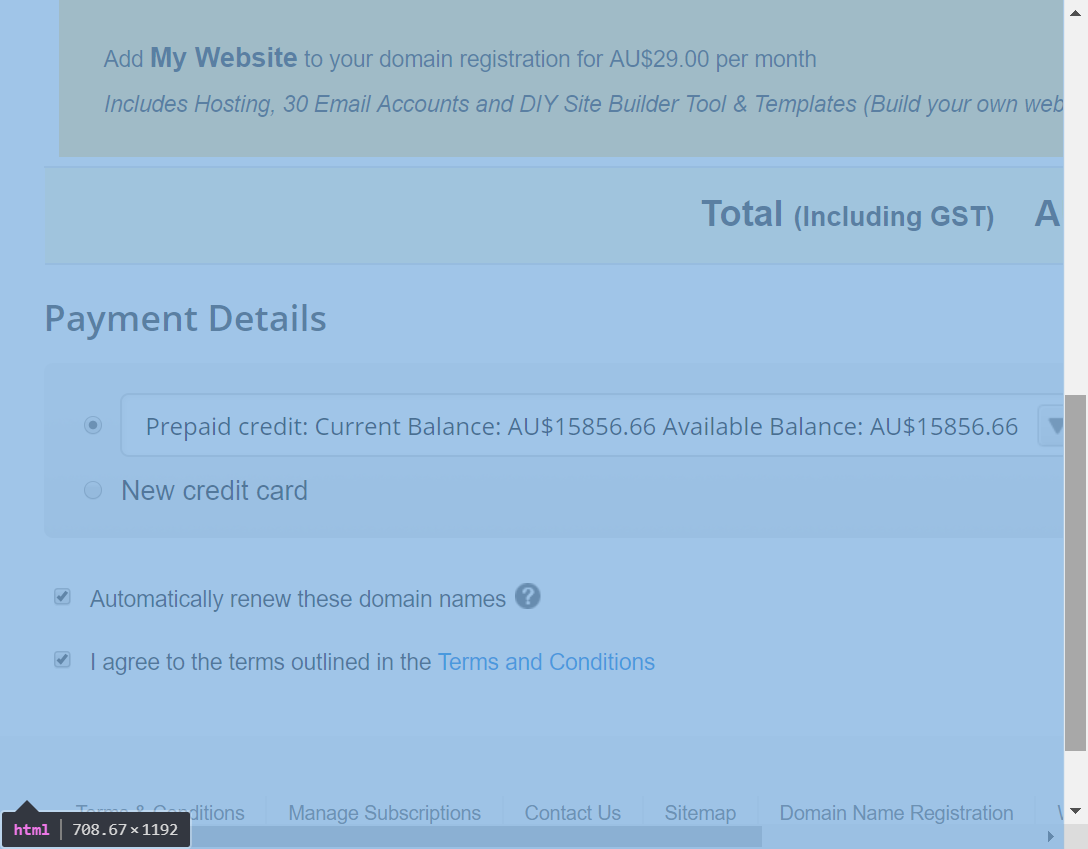 Add My Website to your domain registration for AU$29.00 per month
Includes Hosting, 30 Email Accounts and DIY Site Builder Tool & Templates (Build your own web
Total (Including GST) A
Payment Details
Prepaid credit: Current Balance: AU$15856.66 Available Balance: AU$15856.66
New credit card
Automatically renew these domain names ?
I agree to the terms outlined in the Terms and Conditions
Terms & Conditions Manage Subscriptions Contact Us Sitemap Domain Name Registration
html 708.67×1192